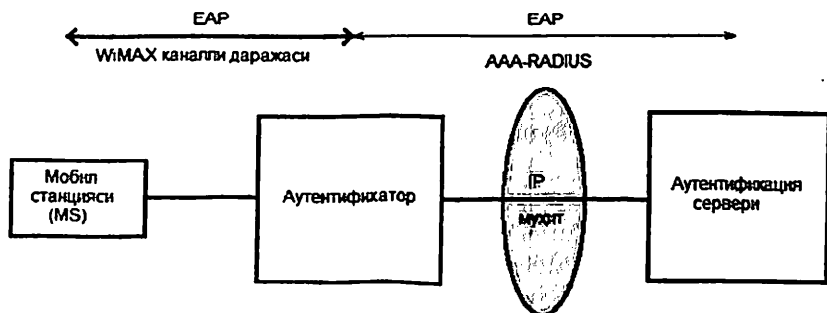 EAP
EAP
WiMAX каналли даражаси
AAA-RADIUS
Мобил
станцияси
(MS)
Аутентификатор
IP
мухит
Аутентификация
сервери